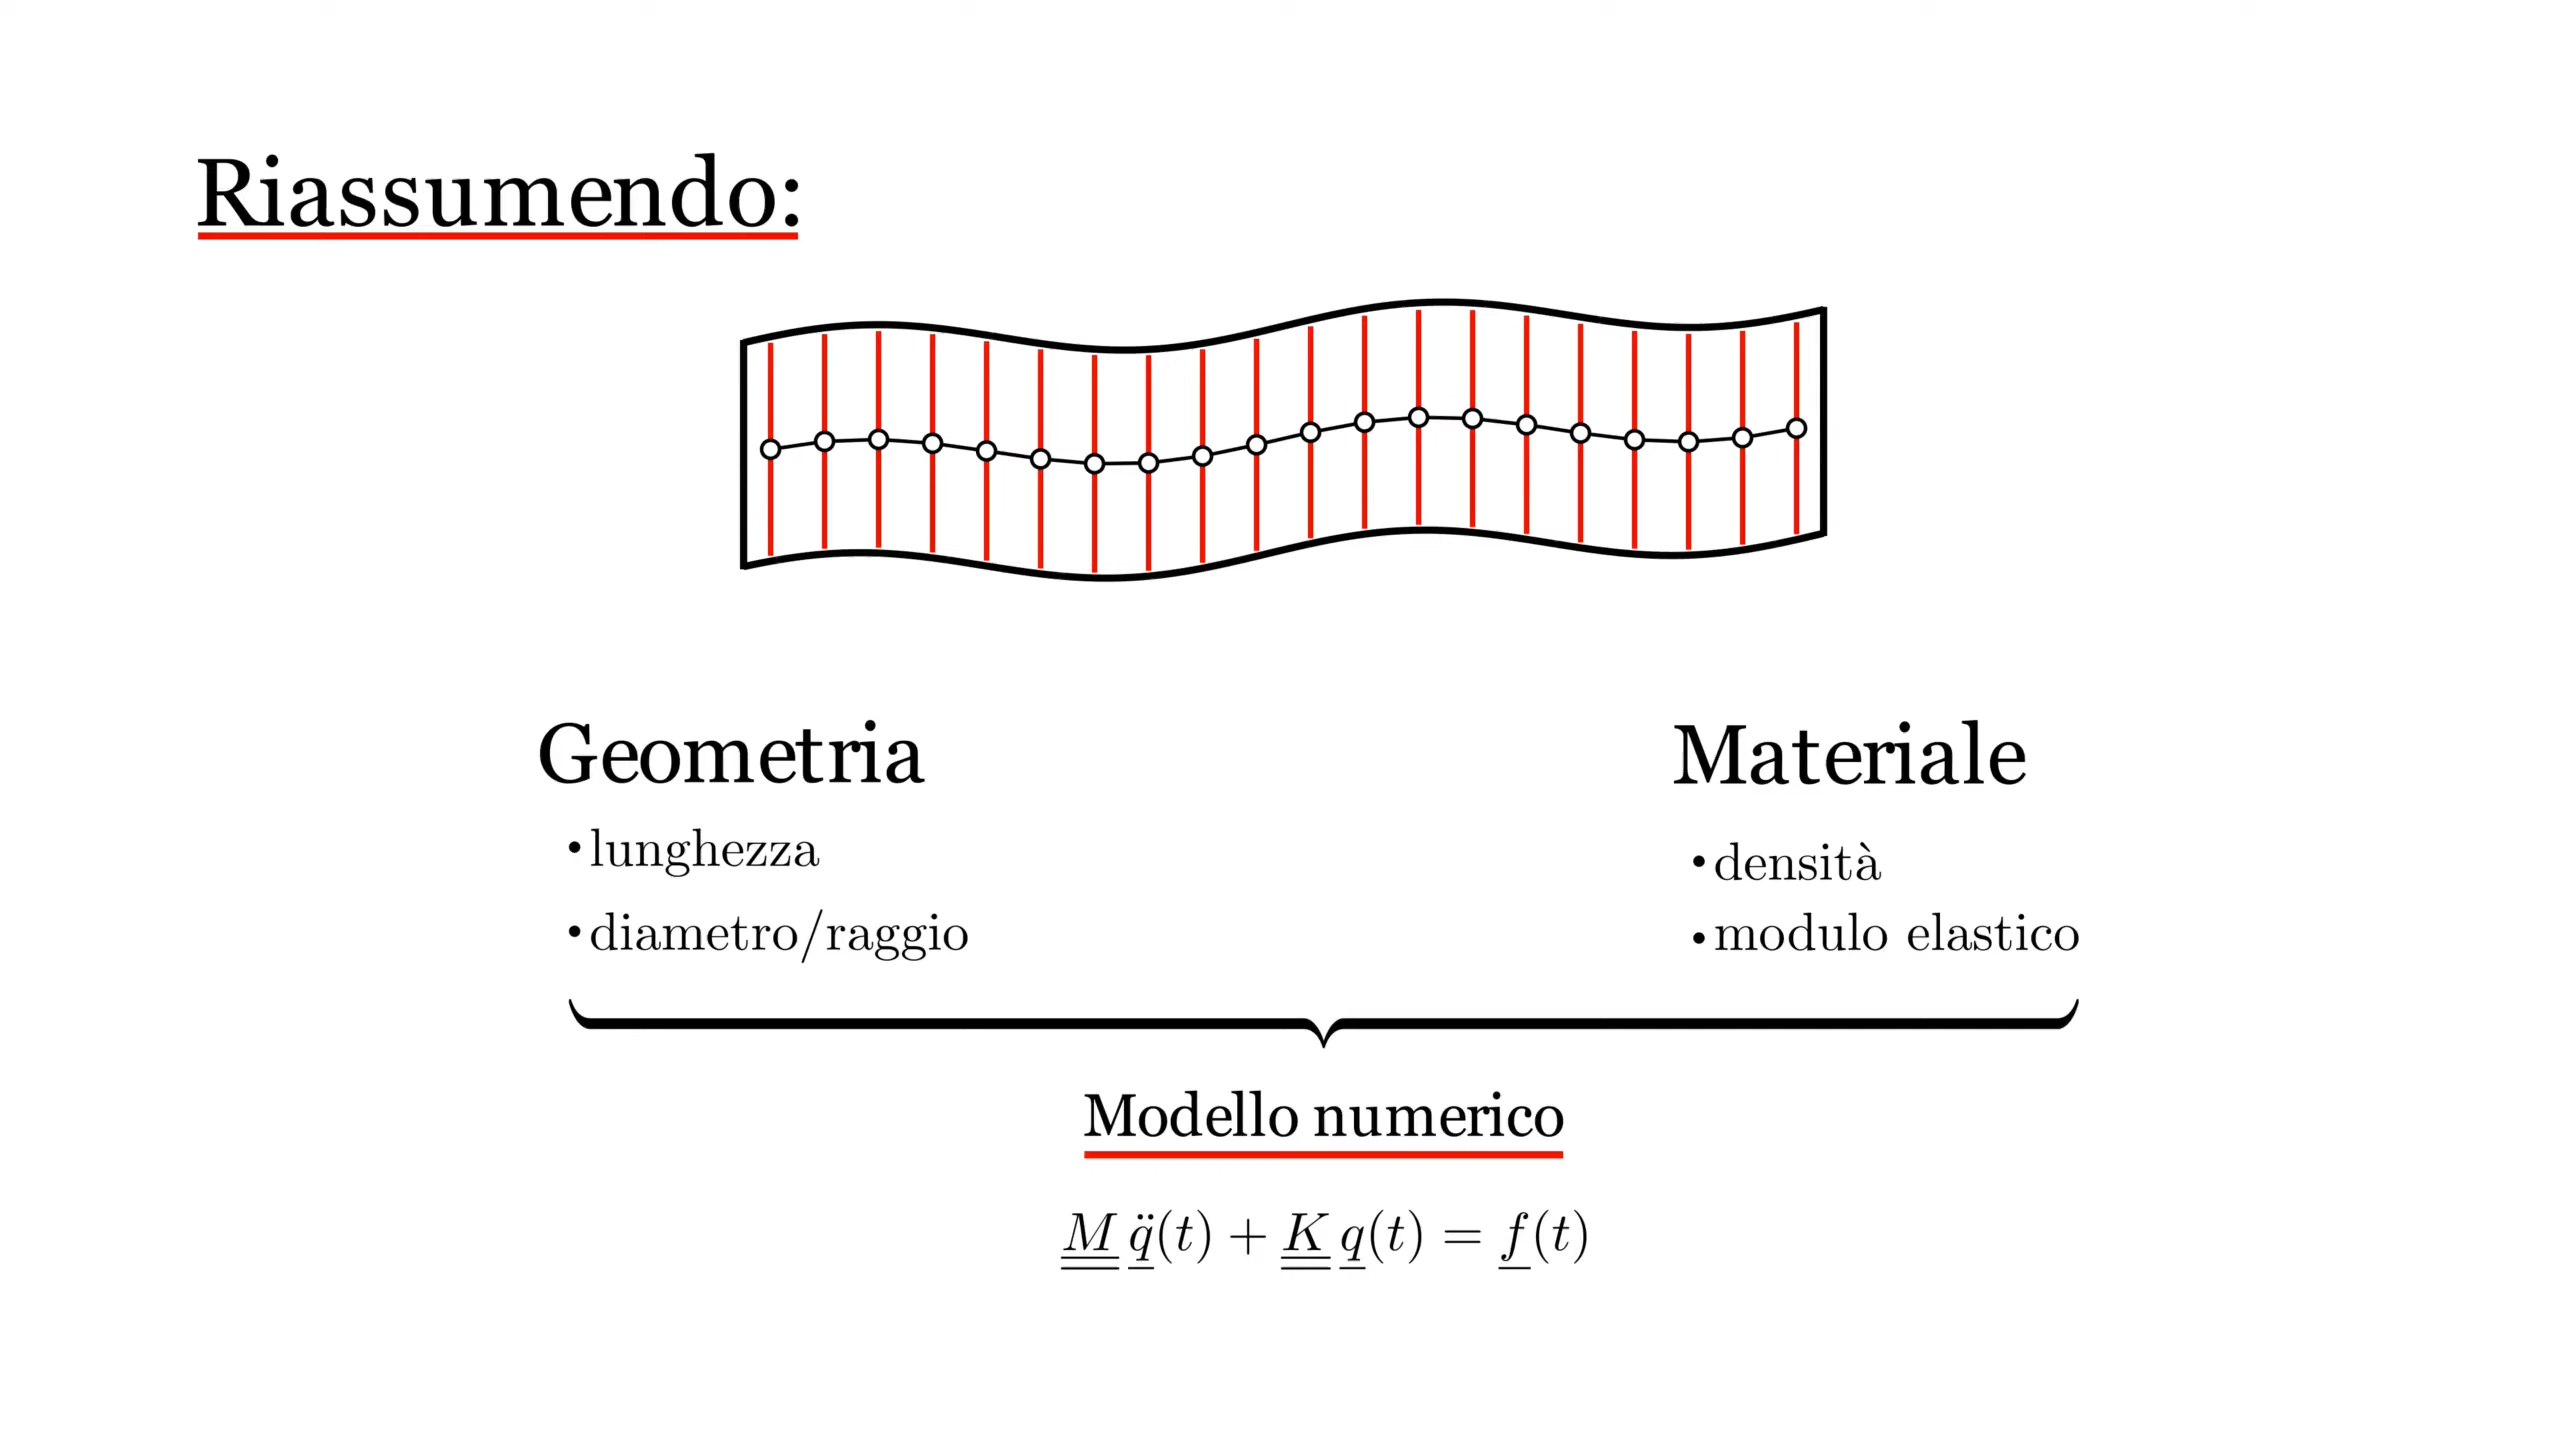 Riassumendo:
Geometria
• lunghezza
• diametro/raggio
Materiale
• densità
• modulo elastico
Modello numerico
M q̈(t) + K q(t) = f(t)